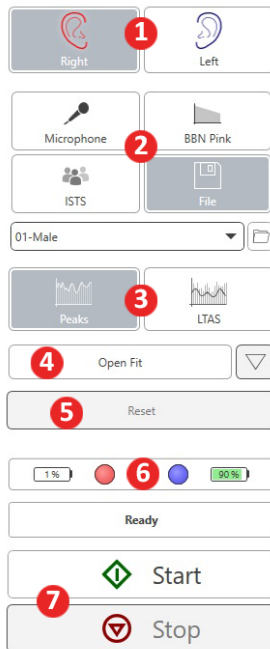 1
Right Left
Microphone BBN Pink
2
ISTS File
01-Male
3
Peaks LTAS
4 Open Fit
5 Reset
1% 6 90%
Ready
Start
7
Stop